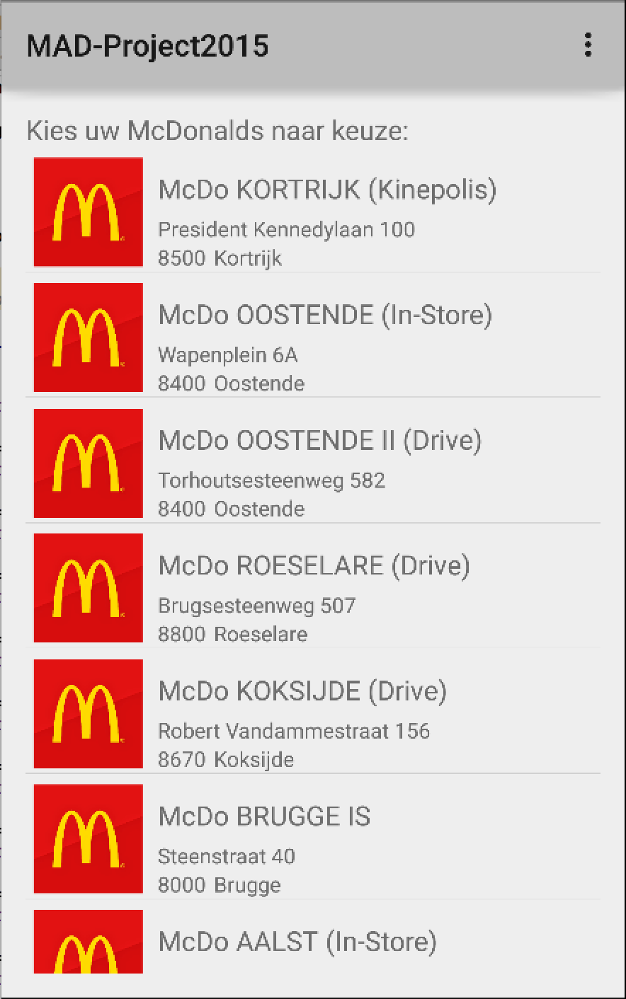 MAD-Project2015
Kies uw McDonalds naar keuze:
McDo KORTRIJK (Kinepolis)
President Kennedylaan 100
8500 Kortrijk
McDo OOSTENDE (In-Store)
Wapenplein 6A
8400 Oostende
McDo OOSTENDE II (Drive)
Torhoutsesteenweg 582
8400 Oostende
McDo ROESELARE (Drive)
Brugsesteenweg 507
8800 Roeselare
McDo KOKSIJDE (Drive)
Robert Vandammestraat 156
8670 Koksijde
McDo BRUGGE IS
Steenstraat 40
8000 Brugge
McDo AALST (In-Store)